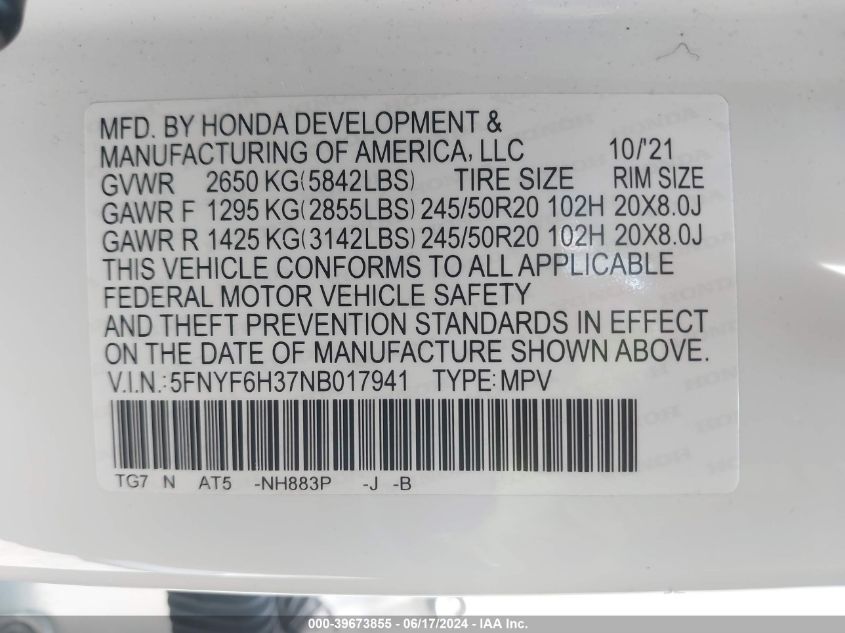 MFD. BY HONDA DEVELOPMENT &
MANUFACTURING OF AMERICA, LLC 10/'21
GVWR 2650 KG(5842LBS) TIRE SIZE RIM SIZE
GAWR F 1295 KG(2855LBS) 245/50R20 102H 20X8.0J
GAWR R 1425 KG(3142LBS) 245/50R20 102H 20X8.0J
THIS VEHICLE CONFORMS TO ALL APPLICABLE
FEDERAL MOTOR VEHICLE SAFETY
AND THEFT PREVENTION STANDARDS IN EFFECT
ON THE DATE OF MANUFACTURE SHOWN ABOVE.
V.I.N.:5FNYF6H37NB017941 TYPE:MPV
TG7 N AT5 -NH883P -J -B
000-39673855 - 06/17/2024 - IAA Inc.